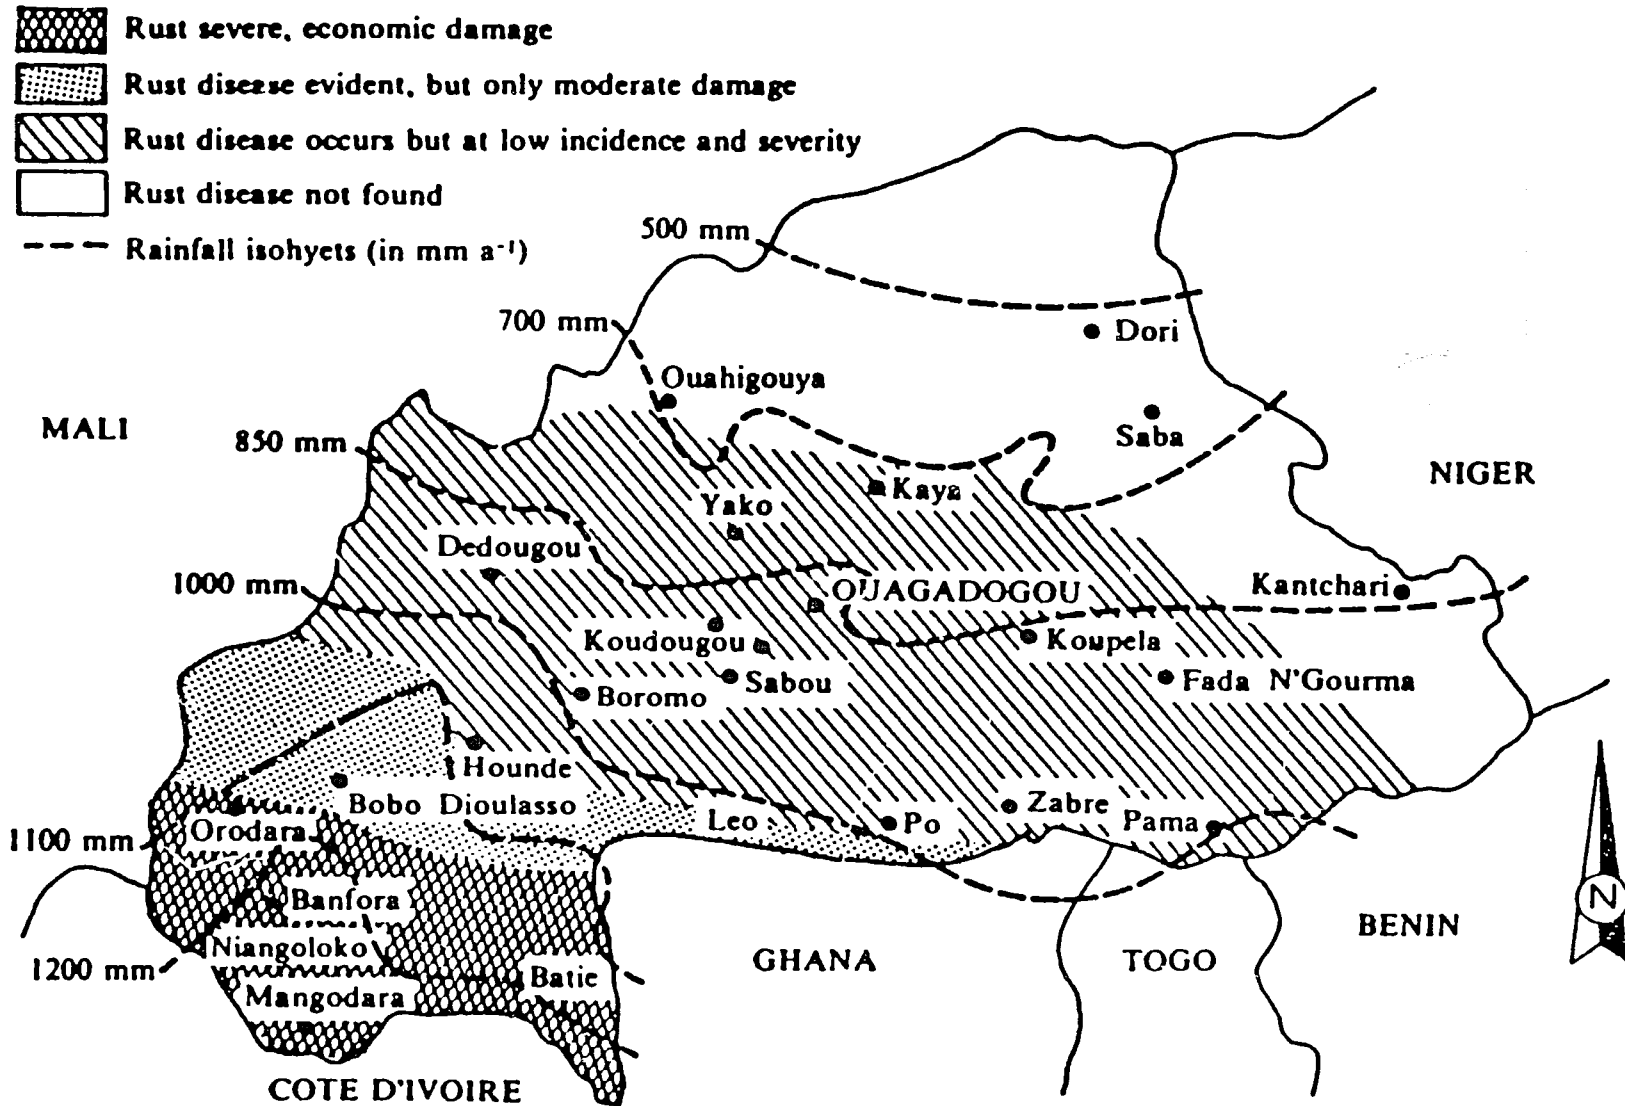 Rust severe, economic damage
Rust disease evident, but only moderate damage
Rust disease occurs but at low incidence and severity
Rust disease not found
Rainfall isohyets (in mm a⁻¹)
500 mm
700 mm
Dori
Ouahigouya
MALI
850 mm
Saba
NIGER
Kaya
Yako
Dedougou
1000 mm
OUAGADOGOU
Kantchari
Koudougou
Koupela
Boromo
Sabou
Fada N'Gourma
Hounde
Bobo Dioulasso
Leo
Po
Zabre
Pama
1100 mm
Orodara
Banfora
N
BENIN
Niangoloko
GHANA
TOGO
1200 mm
Mangodara
Batie
COTE D'IVOIRE